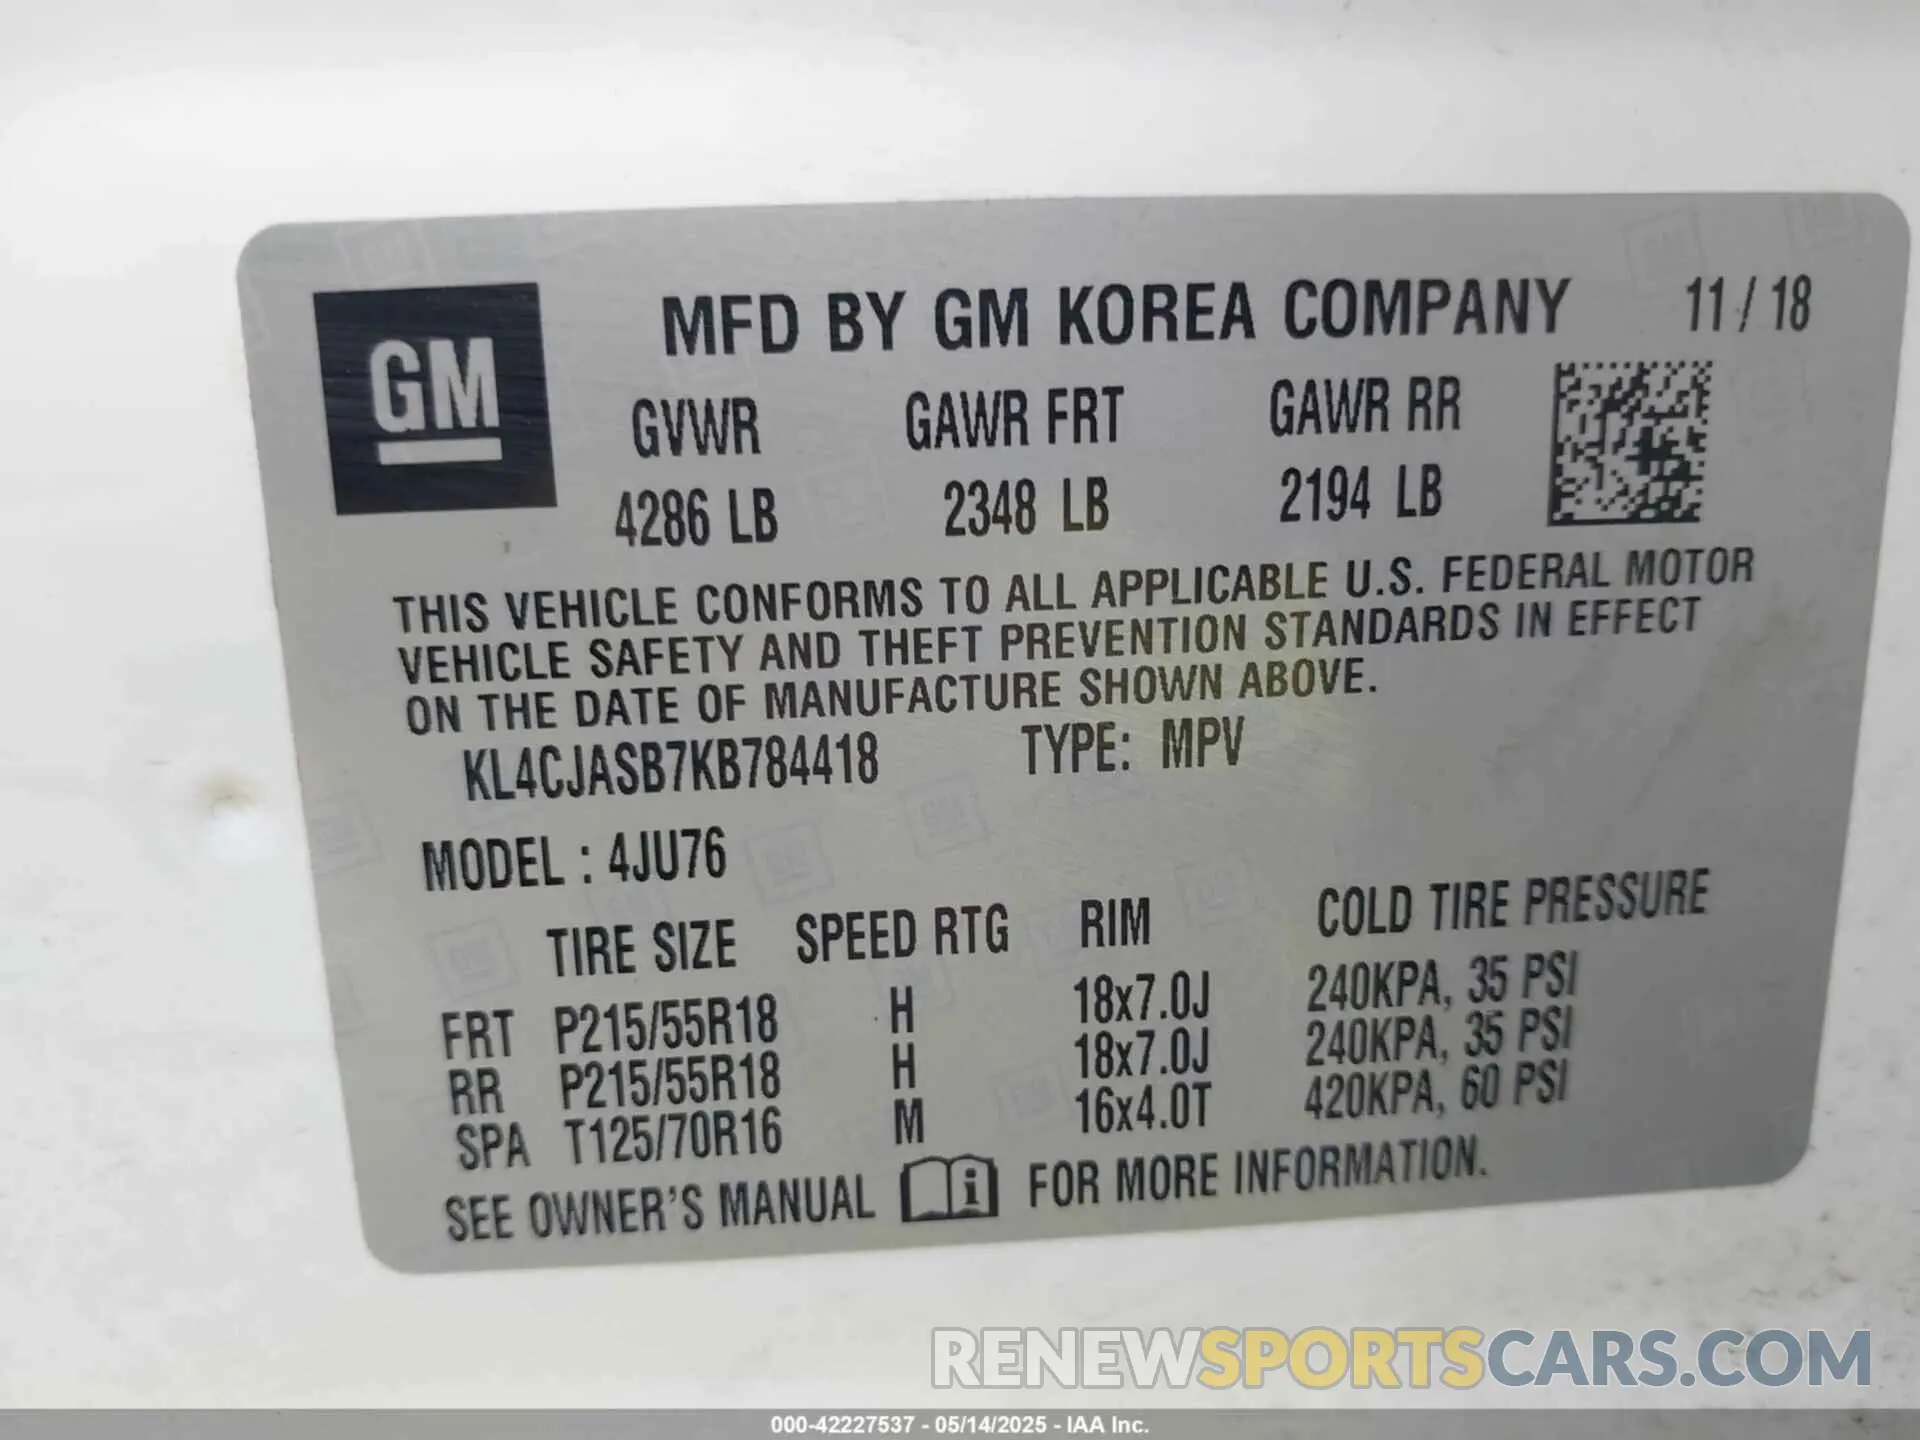 GM
MFD BY GM KOREA COMPANY 11 / 18
GVWR GAWR FRT GAWR RR
4286 LB 2348 LB 2194 LB
THIS VEHICLE CONFORMS TO ALL APPLICABLE U.S. FEDERAL MOTOR
VEHICLE SAFETY AND THEFT PREVENTION STANDARDS IN EFFECT
ON THE DATE OF MANUFACTURE SHOWN ABOVE.
KL4CJASB7KB784418 TYPE: MPV
MODEL : 4JU76
TIRE SIZE SPEED RTG RIM COLD TIRE PRESSURE
FRT P215/55R18 H 18x7.0J 240KPA, 35 PSI
RR P215/55R18 H 18x7.0J 240KPA, 35 PSI
SPA T125/70R16 M 16x4.0T 420KPA, 60 PSI
SEE OWNER'S MANUAL i FOR MORE INFORMATION.
RENEWSPORTSCARS.COM
000-42227537 - 05/14/2025 - IAA Inc.